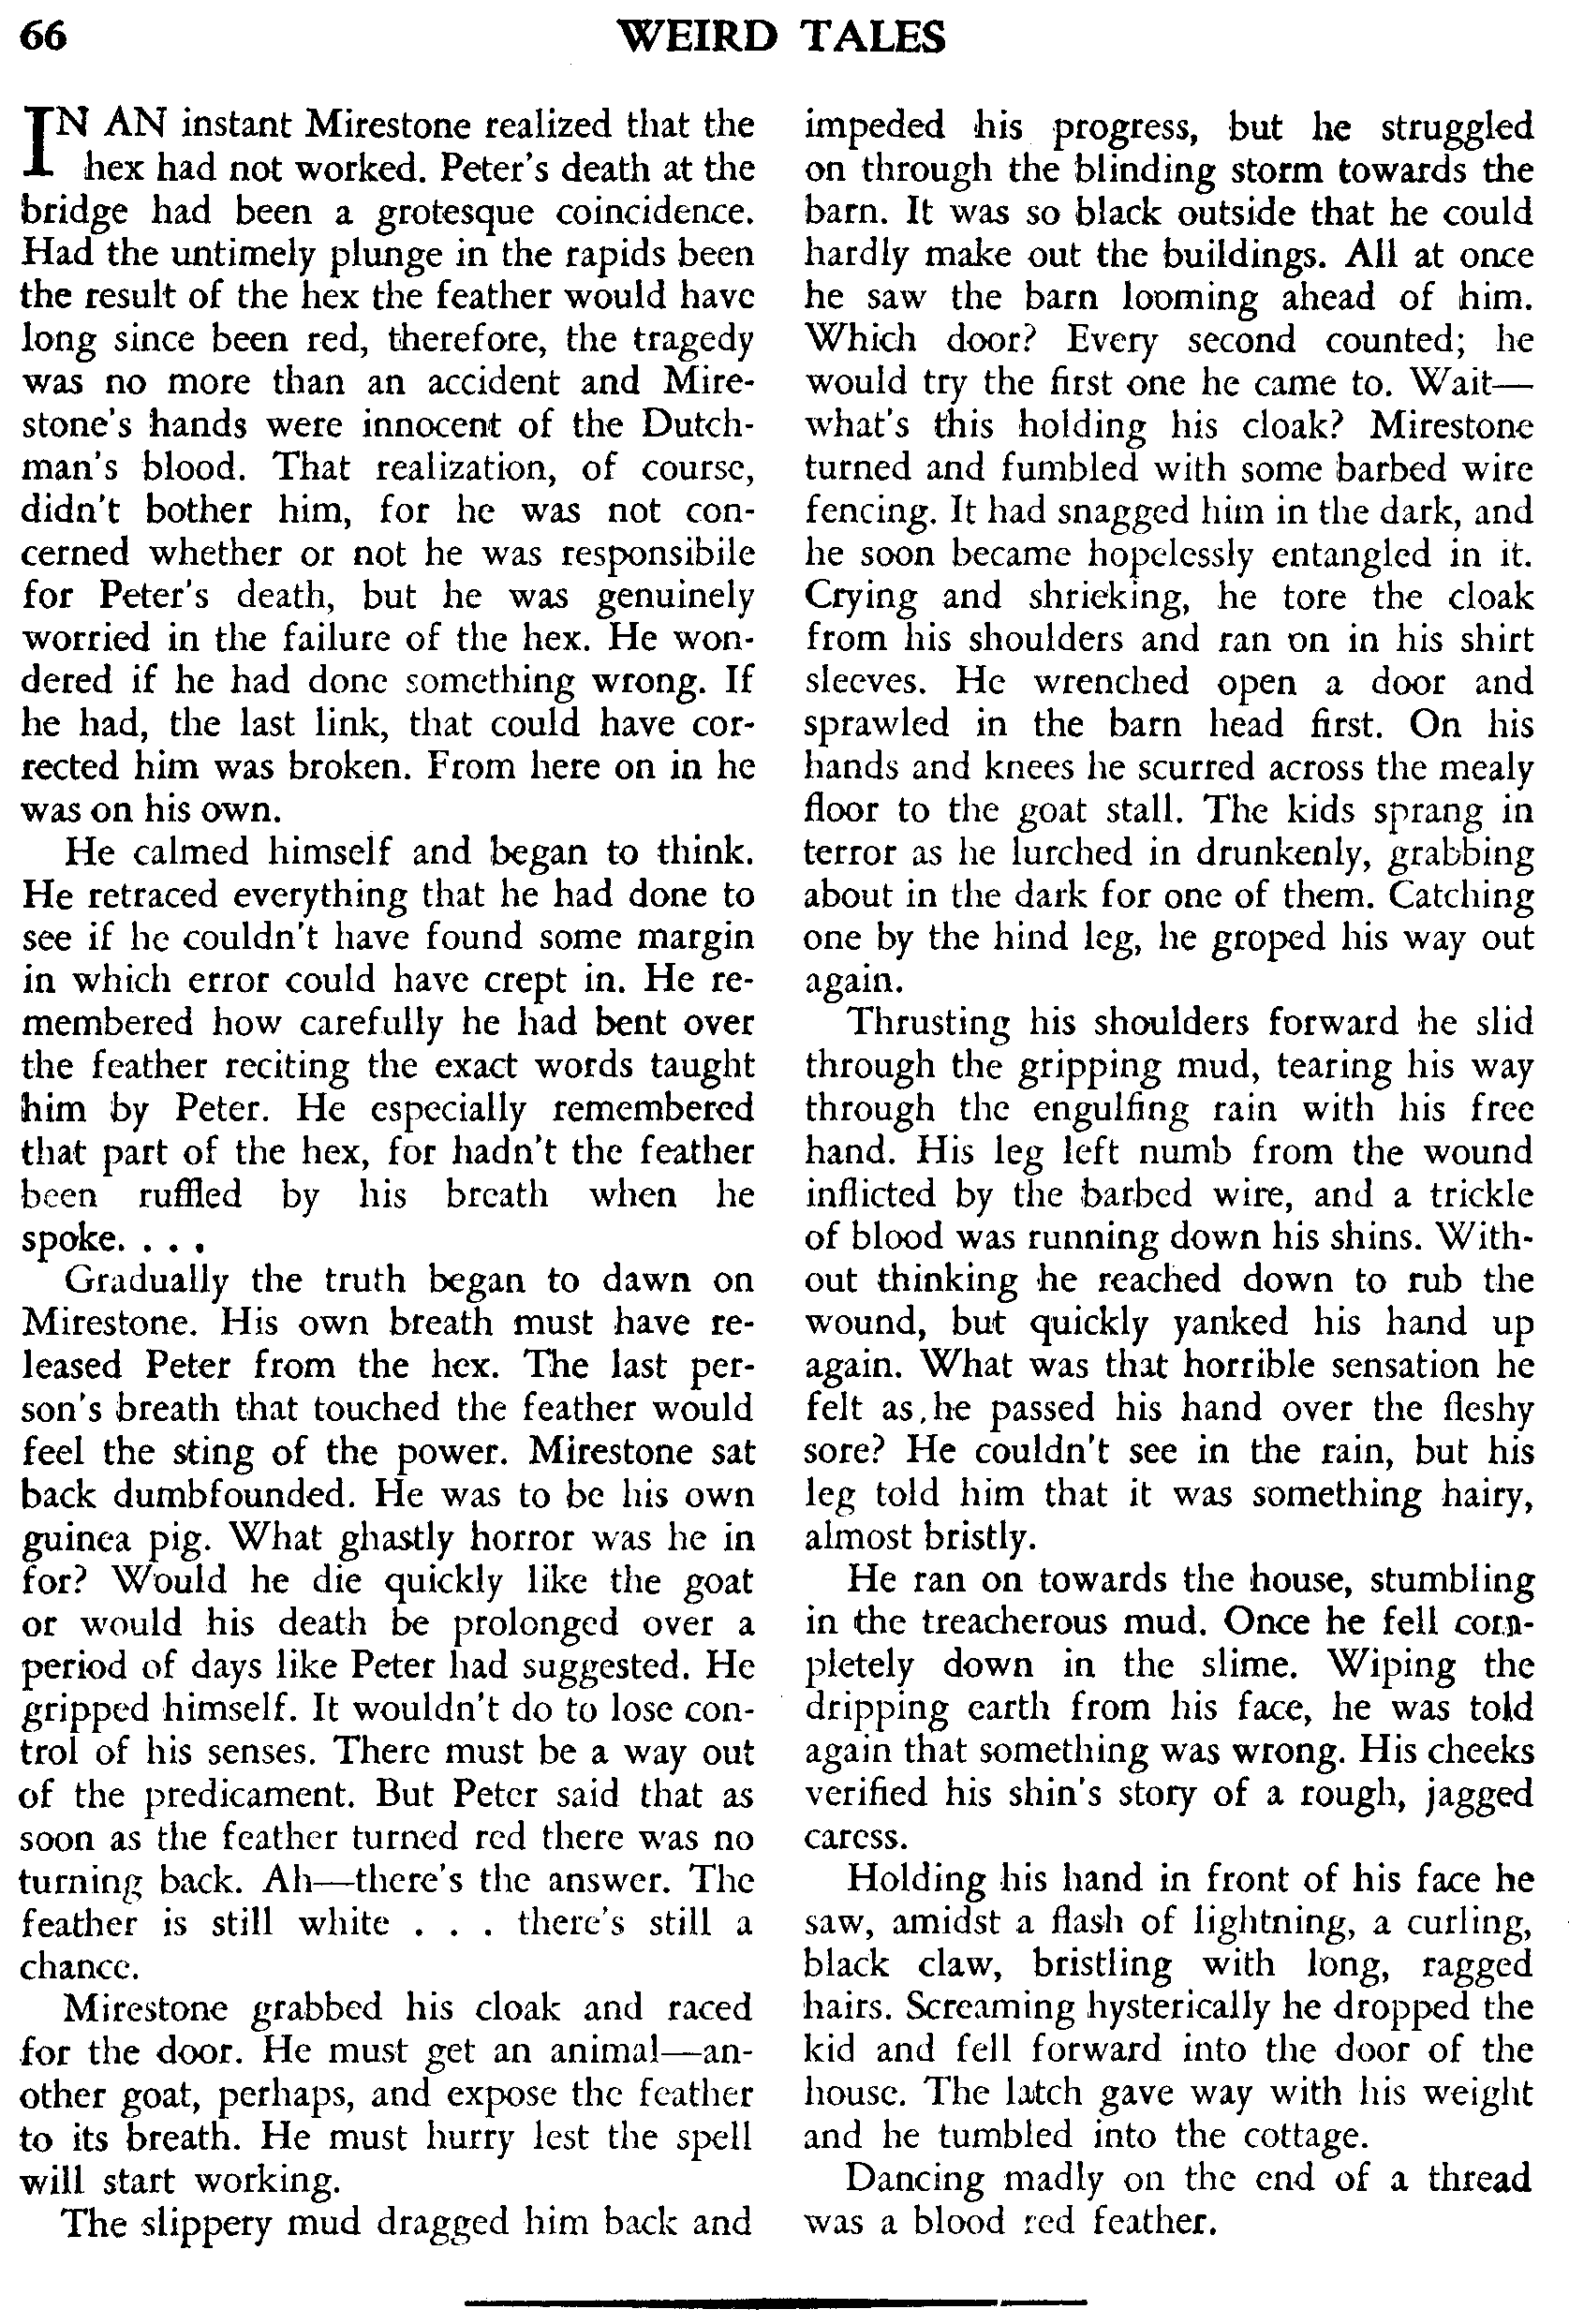 66
WEIRD TALES
IN AN instant Mirestone realized that the
hex had not worked. Peter's death at the
bridge had been a grotesque coincidence.
Had the untimely plunge in the rapids been
the result of the hex the feather would have
long since been red, therefore, the tragedy
was no more than an accident and Mire-
stone's hands were innocent of the Dutch-
man's blood. That realization, of course,
didn't bother him, for he was not con-
cerned whether or not he was responsibile
for Peter's death, but he was genuinely
worried in the failure of the hex. He won-
dered if he had done something wrong. If
he had, the last link, that could have cor-
rected him was broken. From here on in he
was on his own.
He calmed himself and began to think.
He retraced everything that he had done to
see if he couldn't have found some margin
in which error could have crept in. He re-
membered how carefully he had bent over
the feather reciting the exact words taught
him by Peter. He especially remembered
that part of the hex, for hadn't the feather
been ruffled by his breath when he
spoke. . . .
Gradually the truth began to dawn on
Mirestone. His own breath must have re-
leased Peter from the hex. The last per-
son's breath that touched the feather would
feel the sting of the power. Mirestone sat
back dumbfounded. He was to be his own
guinea pig. What ghastly horror was he in
for? Would he die quickly like the goat
or would his death be prolonged over a
period of days like Peter had suggested. He
gripped himself. It wouldn't do to lose con-
trol of his senses. There must be a way out
of the predicament. But Peter said that as
soon as the feather turned red there was no
turning back. Ah—there's the answer. The
feather is still white . . . there's still a
chance.
Mirestone grabbed his cloak and raced
for the door. He must get an animal—an-
other goat, perhaps, and expose the feather
to its breath. He must hurry lest the spell
will start working.
The slippery mud dragged him back and
impeded his progress, but he struggled
on through the blinding storm towards the
barn. It was so black outside that he could
hardly make out the buildings. All at once
he saw the barn looming ahead of him.
Which door? Every second counted; he
would try the first one he came to. Wait—
what's this holding his cloak? Mirestone
turned and fumbled with some barbed wire
fencing. It had snagged him in the dark, and
he soon became hopelessly entangled in it.
Crying and shrieking, he tore the cloak
from his shoulders and ran on in his shirt
sleeves. He wrenched open a door and
sprawled in the barn head first. On his
hands and knees he scurred across the mealy
floor to the goat stall. The kids sprang in
terror as he lurched in drunkenly, grabbing
about in the dark for one of them. Catching
one by the hind leg, he groped his way out
again.
Thrusting his shoulders forward he slid
through the gripping mud, tearing his way
through the engulfing rain with his free
hand. His leg left numb from the wound
inflicted by the barbed wire, and a trickle
of blood was running down his shins. With-
out thinking he reached down to rub the
wound, but quickly yanked his hand up
again. What was that horrible sensation he
felt as he passed his hand over the fleshy
sore? He couldn't see in the rain, but his
leg told him that it was something hairy,
almost bristly.
He ran on towards the house, stumbling
in the treacherous mud. Once he fell com-
pletely down in the slime. Wiping the
dripping earth from his face, he was told
again that something was wrong. His cheeks
verified his shin's story of a rough, jagged
caress.
Holding his hand in front of his face he
saw, amidst a flash of lightning, a curling,
black claw, bristling with long, ragged
hairs. Screaming hysterically he dropped the
kid and fell forward into the door of the
house. The latch gave way with his weight
and he tumbled into the cottage.
Dancing madly on the end of a thread
was a blood red feather.